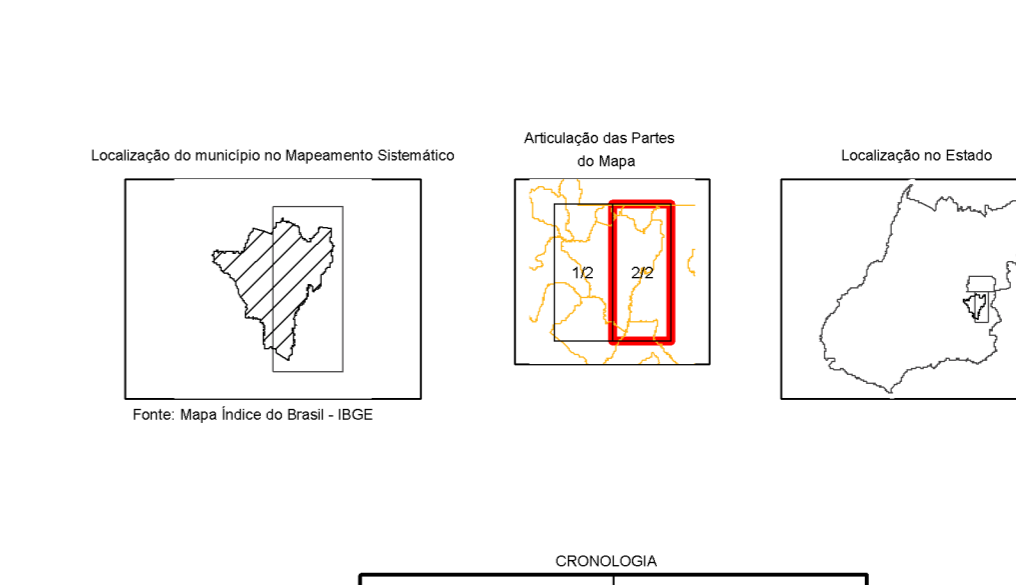 Articulação das Partes
do Mapa
Localização do município no Mapeamento Sistemático
Localização no Estado
1/2
2/2
Fonte: Mapa Índice do Brasil - IBGE
CRONOLOGIA